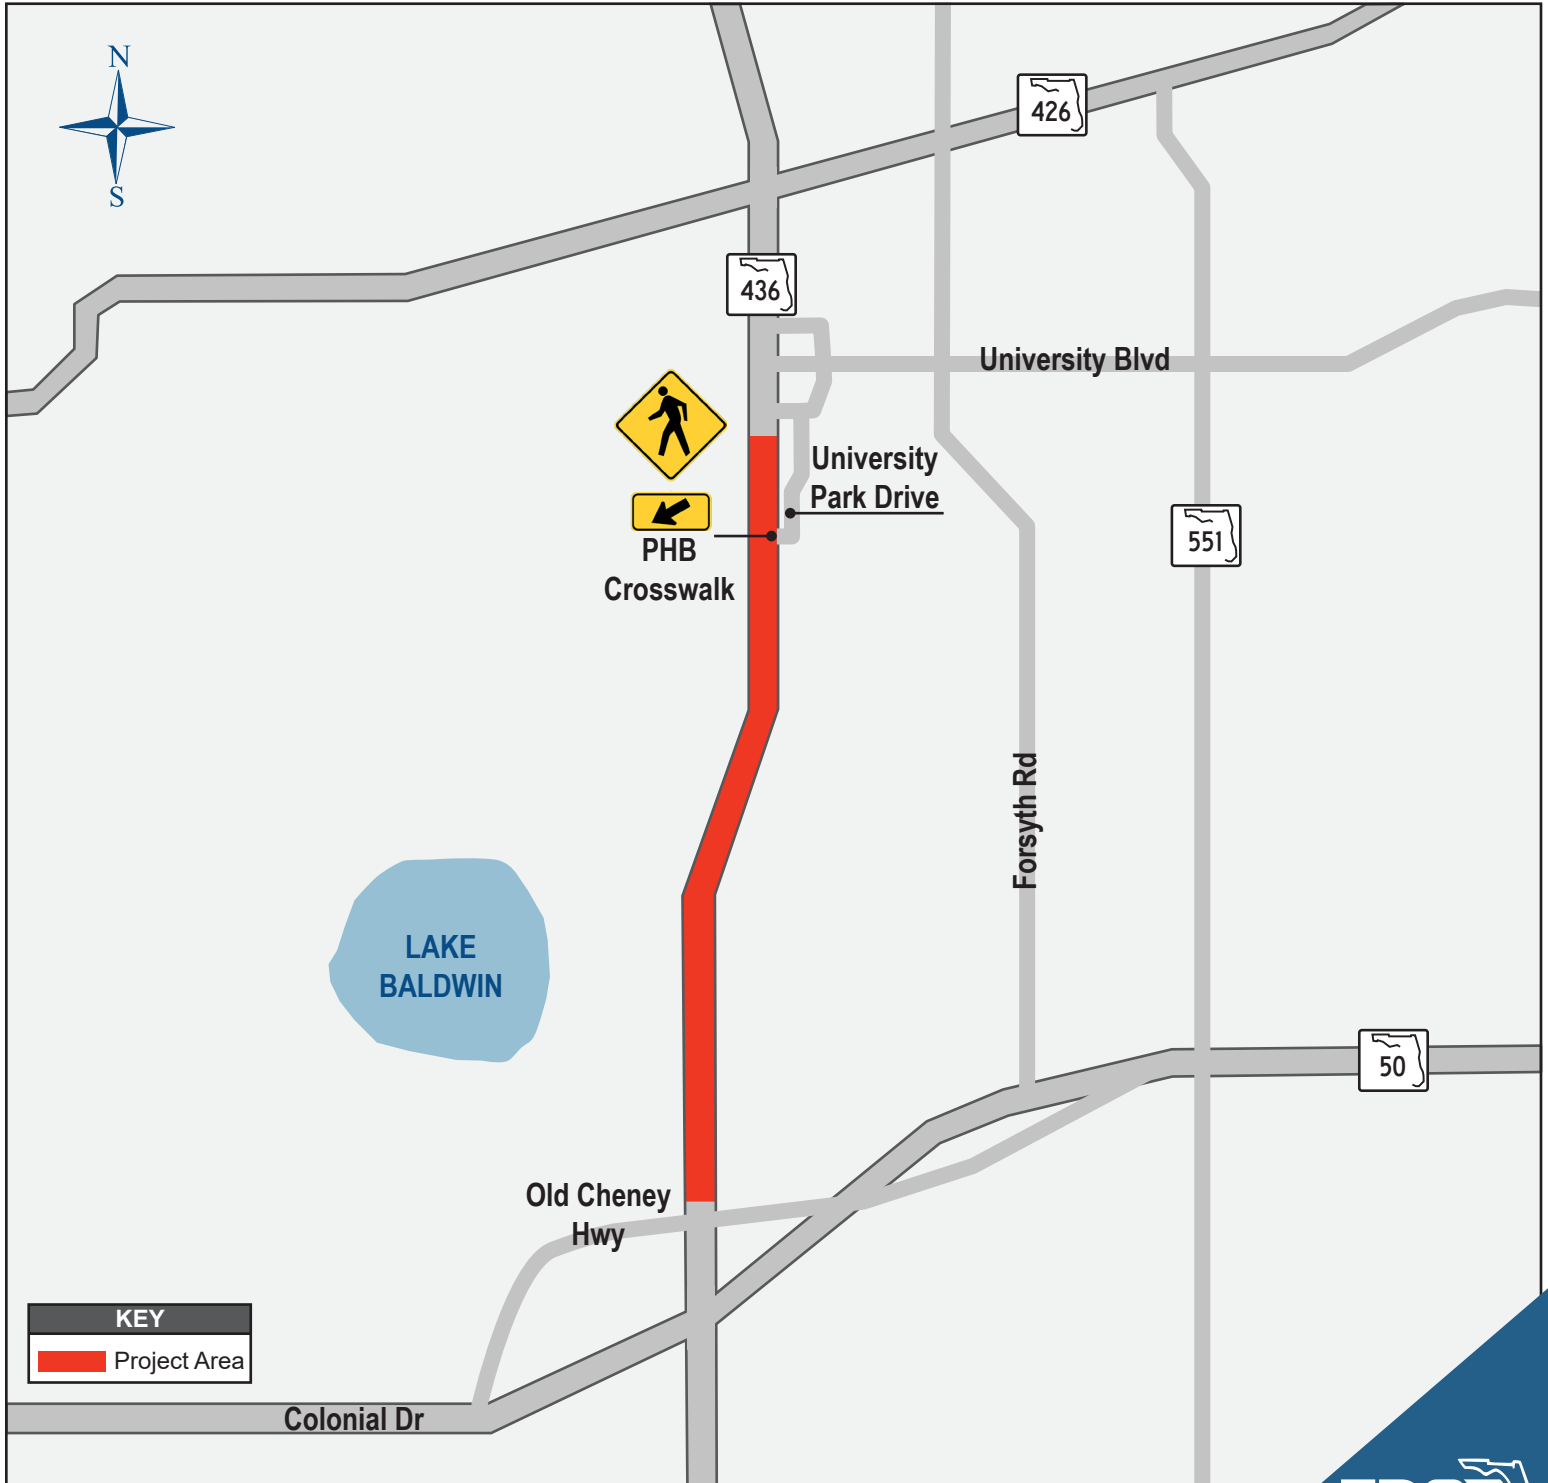 N
S
426
436
University Blvd
University
Park Drive
551
PHB
Crosswalk
Forsyth Rd
LAKE
BALDWIN
50
Old Cheney
Hwy
KEY
Project Area
Colonial Dr